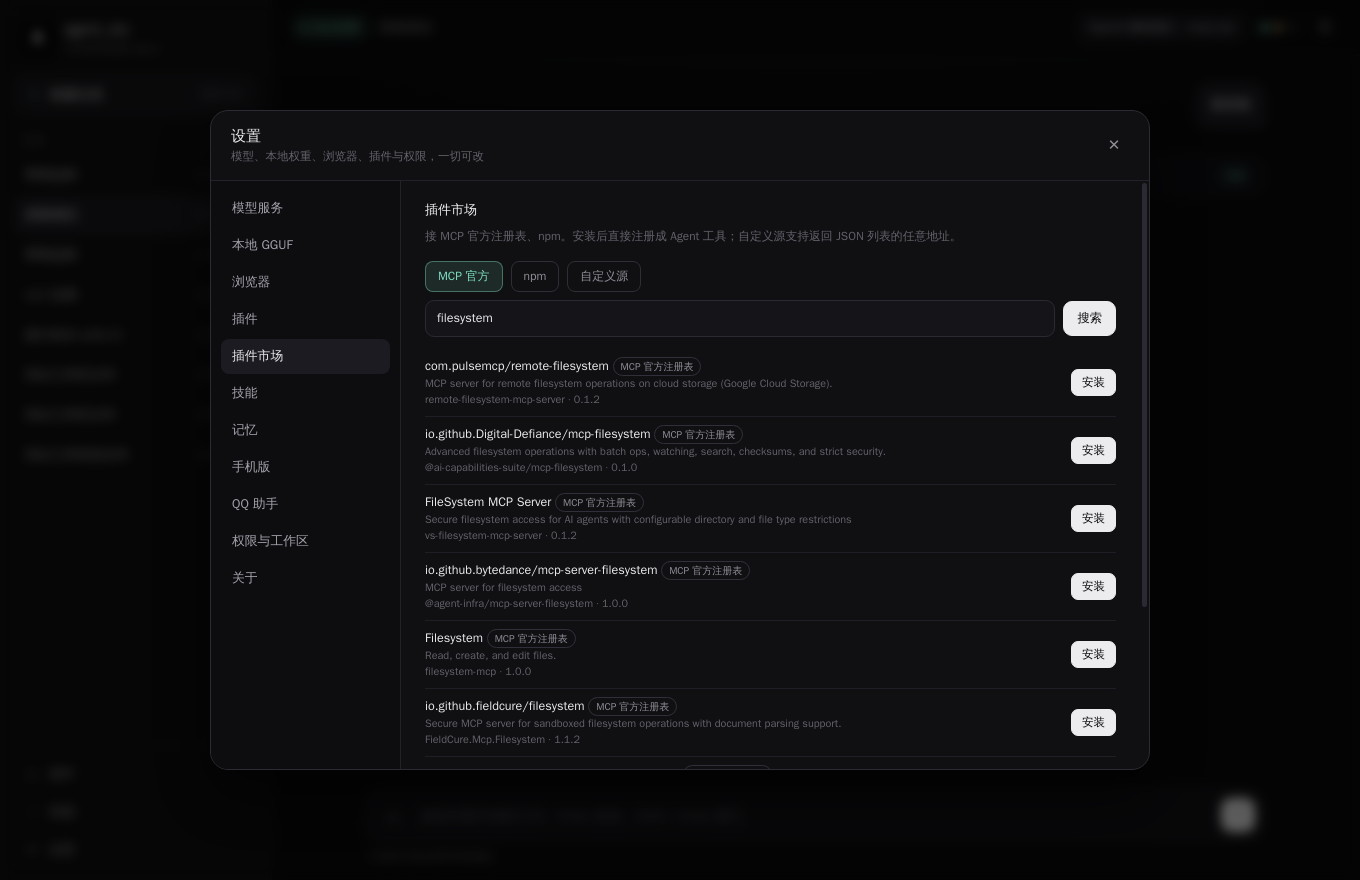 设置
模型、本地权重、浏览器、插件与权限，一切可改
×
模型服务
本地 GGUF
浏览器
插件
插件市场
技能
记忆
手机版
QQ 助手
权限与工作区
关于
插件市场
接 MCP 官方注册表、npm。安装后直接注册成 Agent 工具；自定义源支持返回 JSON 列表的任意地址。
MCP 官方 npm 自定义源
filesystem 搜索
com.pulsemcp/remote-filesystem MCP 官方注册表
MCP server for remote filesystem operations on cloud storage (Google Cloud Storage).
remote-filesystem-mcp-server · 0.1.2
安装
io.github.Digital-Defiance/mcp-filesystem MCP 官方注册表
Advanced filesystem operations with batch ops, watching, search, checksums, and strict security.
@ai-capabilities-suite/mcp-filesystem · 0.1.0
安装
FileSystem MCP Server MCP 官方注册表
Secure filesystem access for AI agents with configurable directory and file type restrictions
vs-filesystem-mcp-server · 0.1.2
安装
io.github.bytedance/mcp-server-filesystem MCP 官方注册表
MCP server for filesystem access
@agent-infra/mcp-server-filesystem · 1.0.0
安装
Filesystem MCP 官方注册表
Read, create, and edit files.
filesystem-mcp · 1.0.0
安装
io.github.fieldcure/filesystem MCP 官方注册表
Secure MCP server for sandboxed filesystem operations with document parsing support.
FieldCure.Mcp.Filesystem · 1.1.2
安装